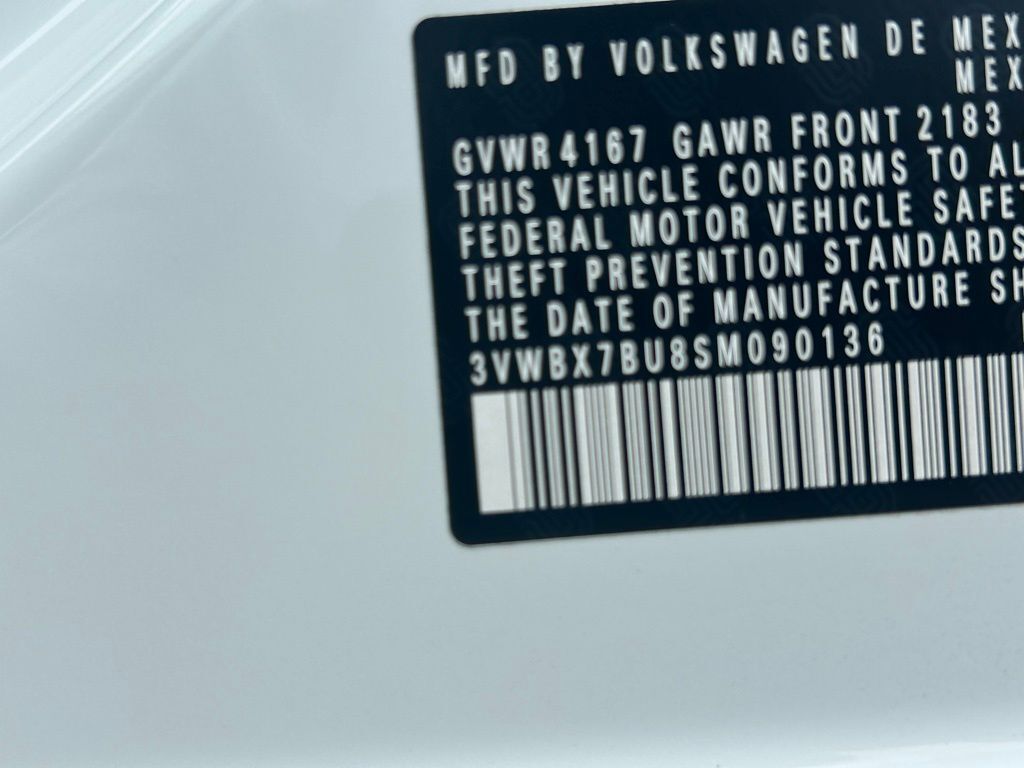 MFD BY VOLKSWAGEN DE MEX
MEX
GVWR 4167 GAWR FRONT 2183
THIS VEHICLE CONFORMS TO AL
FEDERAL MOTOR VEHICLE SAFET
THEFT PREVENTION STANDARDS
THE DATE OF MANUFACTURE SH
3VWBX7BU8SM090136